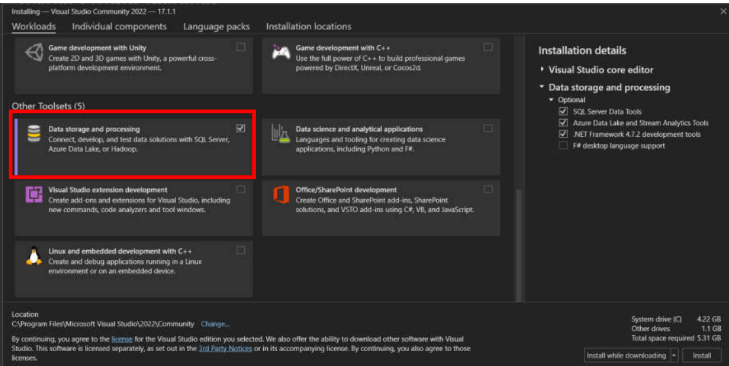 Installing — Visual Studio Community 2022 — 17.1.1
Workloads Individual components Language packs Installation locations
Game development with Unity
Create 2D and 3D games with Unity, a powerful cross-
platform development environment.
Game development with C++
Use the full power of C++ to build professional games
powered by DirectX, Unreal, or Cocos2d.
Other Toolsets (5)
Data storage and processing
Connect, develop, and test data solutions with SQL Server,
Azure Data Lake, or Hadoop.
Data science and analytical applications
Languages and tooling for creating data science
applications, including Python and F#.
Visual Studio extension development
Create add-ons and extensions for Visual Studio, including
new commands, code analyzers and tool windows.
Office/SharePoint development
Create Office and SharePoint add-ins, SharePoint
solutions, and VSTO add-ins using C#, VB, and JavaScript.
Linux and embedded development with C++
Create and debug applications running in a Linux
environment or on an embedded device.
Installation details
Visual Studio core editor
Data storage and processing
Optional
SQL Server Data Tools
Azure Data Lake and Stream Analytics Tools
.NET Framework 4.7.2 development tools
F# desktop language support
Location
C:\Program Files\Microsoft Visual Studio\2022\Community Change...
By continuing, you agree to the license for the Visual Studio edition you selected. We also offer the ability to download other software with Visual
Studio. This software is licensed separately, as set out in the 3rd Party Notices or in its accompanying license. By continuing, you also agree to those
licenses.
System drive (C) 4.22 GB
Other drives 1.1 GB
Total space required 5.31 GB
Install while downloading Install